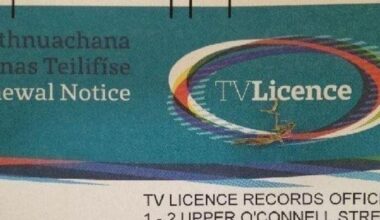 thnuachana
nas Teilifíse
ewal Notice
TVLicence
TV LICENCE RECORDS OFFIC
1 - 2 UPPER O'CONNELL STRE